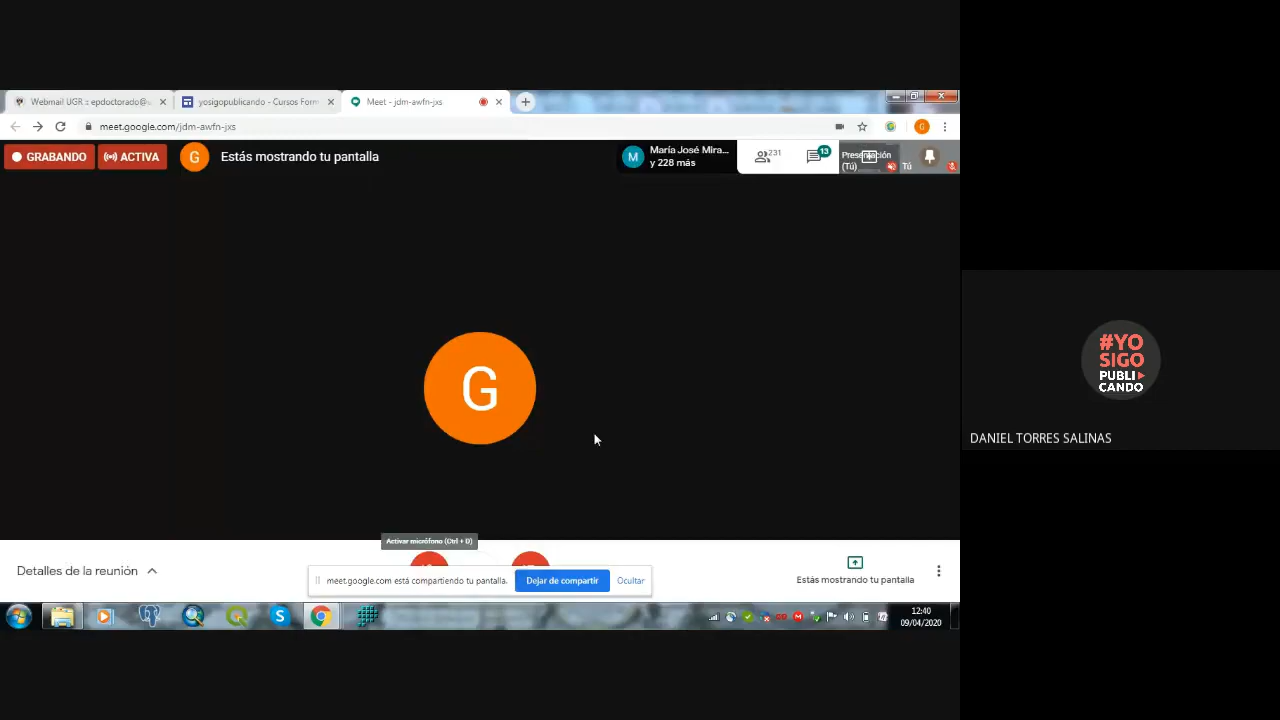 Webmail UGR :: epdoctorado@u
yosigopublicando - Cursos Form
Meet - jdm-awfn-jxs
meet.google.com/jdm-awfn-jxs
G
GRABANDO
ACTIVA
G
Estás mostrando tu pantalla
M
María José Mira...
y 228 más
231
13
Presentación
(Tú)
Tú
G
#YO
SIGO
PUBLI
CANDO
DANIEL TORRES SALINAS
Activar micrófono (Ctrl + D)
Detalles de la reunión
meet.google.com está compartiendo tu pantalla.
Dejar de compartir
Ocultar
Estás mostrando tu pantalla
12:40
09/04/2020